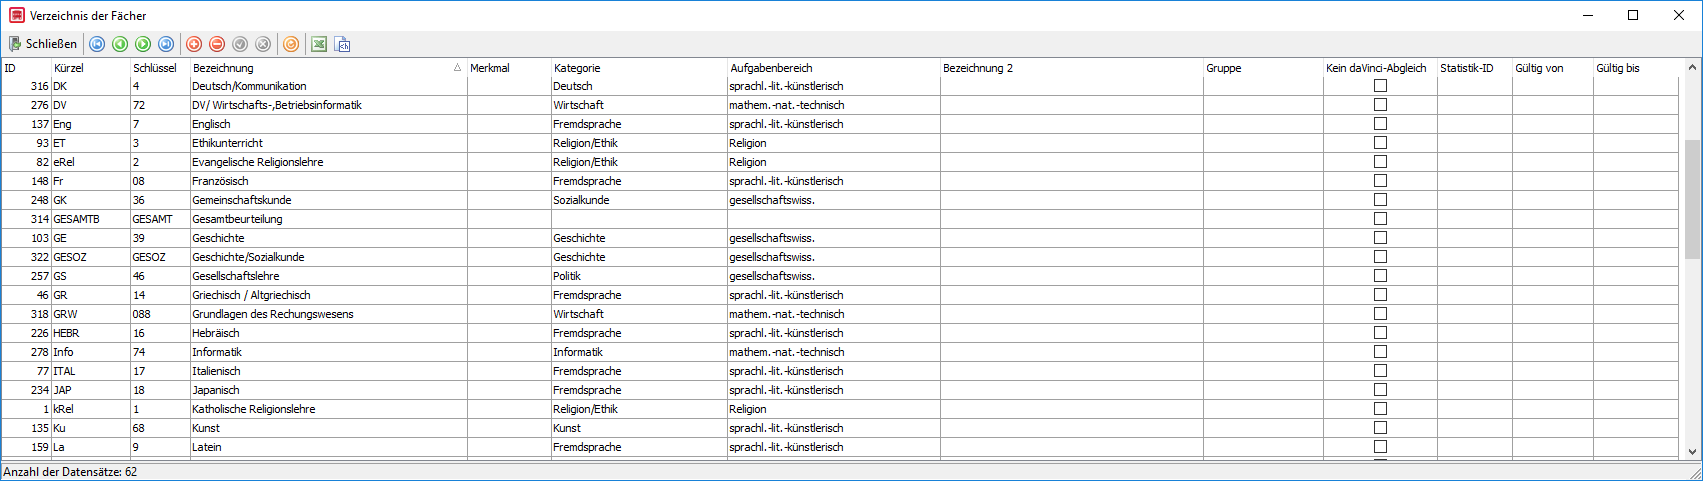 Verzeichnis der Fächer
Schließen
ID Kürzel Schlüssel Bezeichnung Merkmal Kategorie Aufgabenbereich Bezeichnung 2 Gruppe Kein daVinci-Abgleich Statistik-ID Gültig von Gültig bis
316 DK 4 Deutsch/Kommunikation Deutsch sprachl.-lit.-künstlerisch
276 DV 72 DV/ Wirtschafts-,Betriebsinformatik Wirtschaft mathem.-nat.-technisch
137 Eng 7 Englisch Fremdsprache sprachl.-lit.-künstlerisch
93 ET 3 Ethikunterricht Religion/Ethik Religion
82 eRel 2 Evangelische Religionslehre Religion/Ethik Religion
148 Fr 08 Französisch Fremdsprache sprachl.-lit.-künstlerisch
248 GK 36 Gemeinschaftskunde Sozialkunde gesellschaftswiss.
314 GESAMTB GESAMT Gesamtbeurteilung
103 GE 39 Geschichte Geschichte gesellschaftswiss.
322 GESOZ GESOZ Geschichte/Sozialkunde Geschichte gesellschaftswiss.
257 GS 46 Gesellschaftslehre Politik gesellschaftswiss.
46 GR 14 Griechisch / Altgriechisch Fremdsprache sprachl.-lit.-künstlerisch
318 GRW 088 Grundlagen des Rechungswesens Wirtschaft mathem.-nat.-technisch
226 HEBR 16 Hebräisch Fremdsprache sprachl.-lit.-künstlerisch
278 Info 74 Informatik Informatik mathem.-nat.-technisch
77 ITAL 17 Italienisch Fremdsprache sprachl.-lit.-künstlerisch
234 JAP 18 Japanisch Fremdsprache sprachl.-lit.-künstlerisch
1 kRel 1 Katholische Religionslehre Religion/Ethik Religion
135 Ku 68 Kunst Kunst sprachl.-lit.-künstlerisch
159 La 9 Latein Fremdsprache sprachl.-lit.-künstlerisch
Anzahl der Datensätze: 62